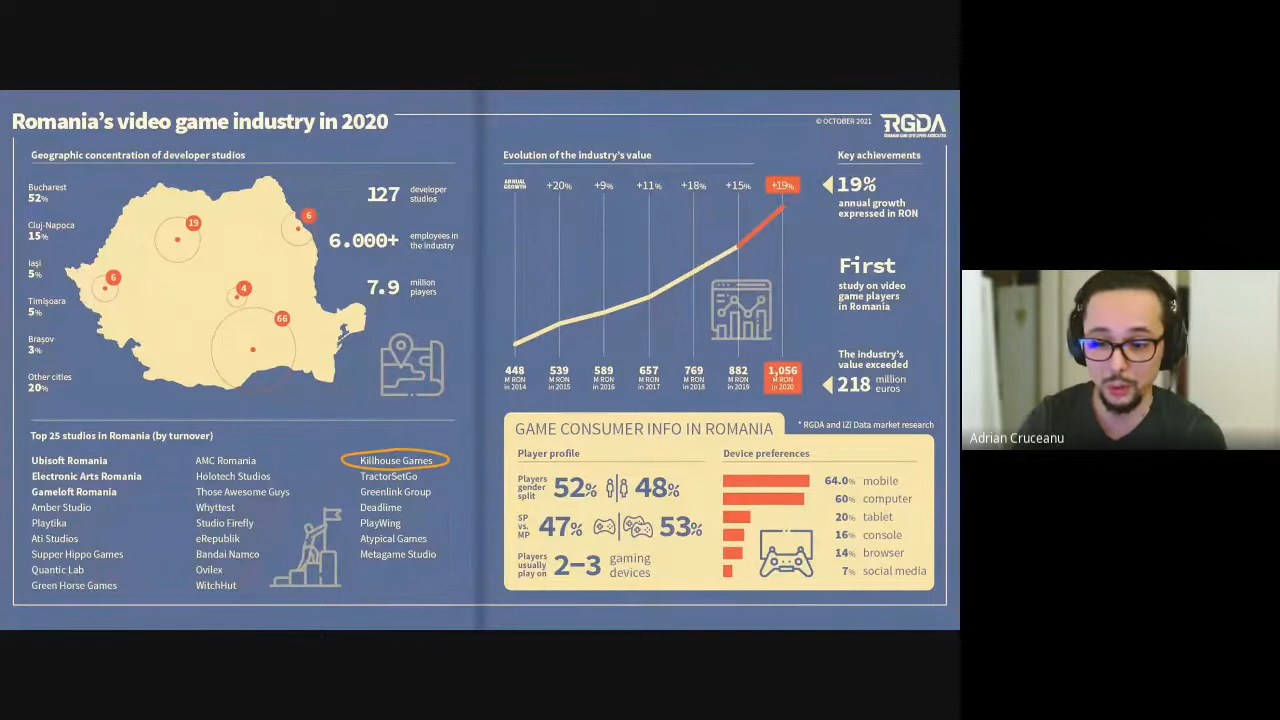 Romania's video game industry in 2020
© OCTOBER 2021
RGDA
Geographic concentration of developer studios
Bucharest
52%
Cluj-Napoca
15%
Iași
5%
Timișoara
5%
Brașov
3%
Other cities
20%
19
6
6
4
66
127 developer
studios
6.000+ employees in
the industry
7.9 million
players
Top 25 studios in Romania (by turnover)
Ubisoft Romania
Electronic Arts Romania
Gameloft Romania
Amber Studio
Playtika
Ati Studios
Supper Hippo Games
Quantic Lab
Green Horse Games
AMC Romania
Holotech Studios
Those Awesome Guys
Whyttest
Studio Firefly
eRepublik
Bandai Namco
Ovilex
WitchHut
Killhouse Games
TractorSetGo
Greenlink Group
Deadlime
PlayWing
Atypical Games
Metagame Studio
Evolution of the industry's value
ANNUAL
GROWTH
+20% +9% +11% +18% +15% +19%
448 539 589 657 769 882 1,056
M RON M RON M RON M RON M RON M RON M RON
in 2014 in 2015 in 2016 in 2017 in 2018 in 2019 in 2020
Key achievements
19%
annual growth
expressed in RON
First
study on video
game players
in Romania
The industry's
value exceeded
218 million
euros
GAME CONSUMER INFO IN ROMANIA
* RGDA and IZI Data market research
Player profile
Players
gender
split
52% 48%
SP
vs.
MP
47% 53%
Players
usually
play on
2–3 gaming
devices
Device preferences
64.0% mobile
60% computer
20% tablet
16% console
14% browser
7% social media
Adrian Cruceanu